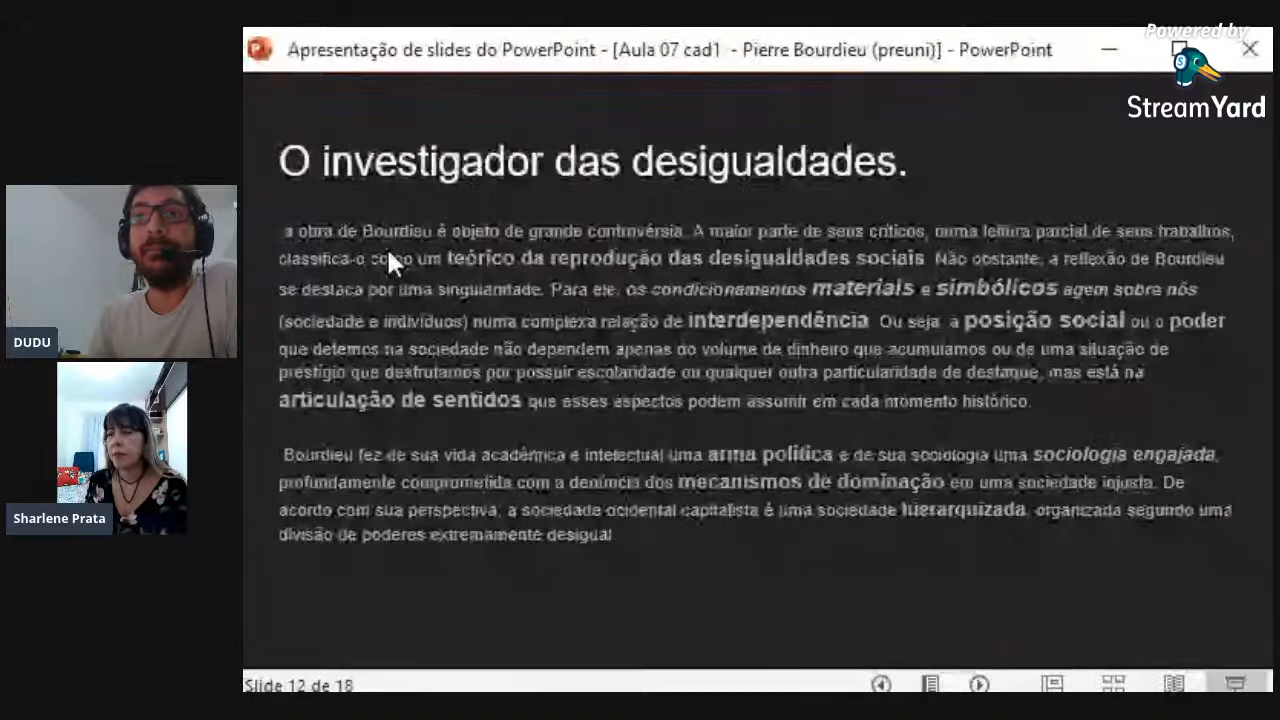 Apresentação de slides do PowerPoint - [Aula 07 cad1 - Pierre Bourdieu (preuni)] - PowerPoint
Powered by
StreamYard
O investigador das desigualdades.
a obra de Bourdieu é objeto de grande controvérsia. A maior parte de seus críticos, numa leitura parcial de seus trabalhos,
classifica-o como um teórico da reprodução das desigualdades sociais. Não obstante, a reflexão de Bourdieu
se destaca por uma singularidade. Para ele, os condicionamentos materiais e simbólicos agem sobre nós
(sociedade e indivíduos) numa complexa relação de interdependência. Ou seja, a posição social ou o poder
que detemos na sociedade não dependem apenas do volume de dinheiro que acumulamos ou de uma situação de
prestígio que desfrutamos por possuir escolaridade ou qualquer outra particularidade de destaque, mas está na
articulação de sentidos que esses aspectos podem assumir em cada momento histórico.
Bourdieu fez de sua vida acadêmica e intelectual uma arma política e de sua sociologia uma sociologia engajada,
profundamente comprometida com a denúncia dos mecanismos de dominação em uma sociedade injusta. De
acordo com sua perspectiva, a sociedade ocidental capitalista é uma sociedade hierarquizada, organizada segundo uma
divisão de poderes extremamente desigual
DUDU
Sharlene Prata
Slide 12 de 18